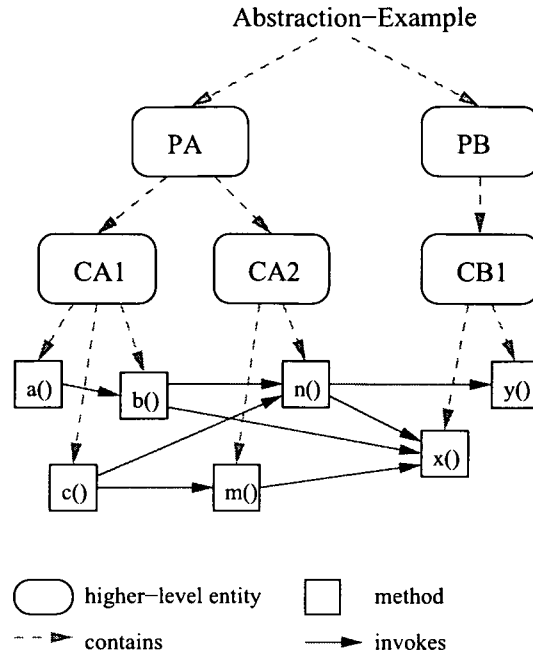 Abstraction−Example
PA
PB
CA1
CA2
CB1
a()
b()
n()
y()
x()
c()
m()
higher−level entity
method
contains
invokes